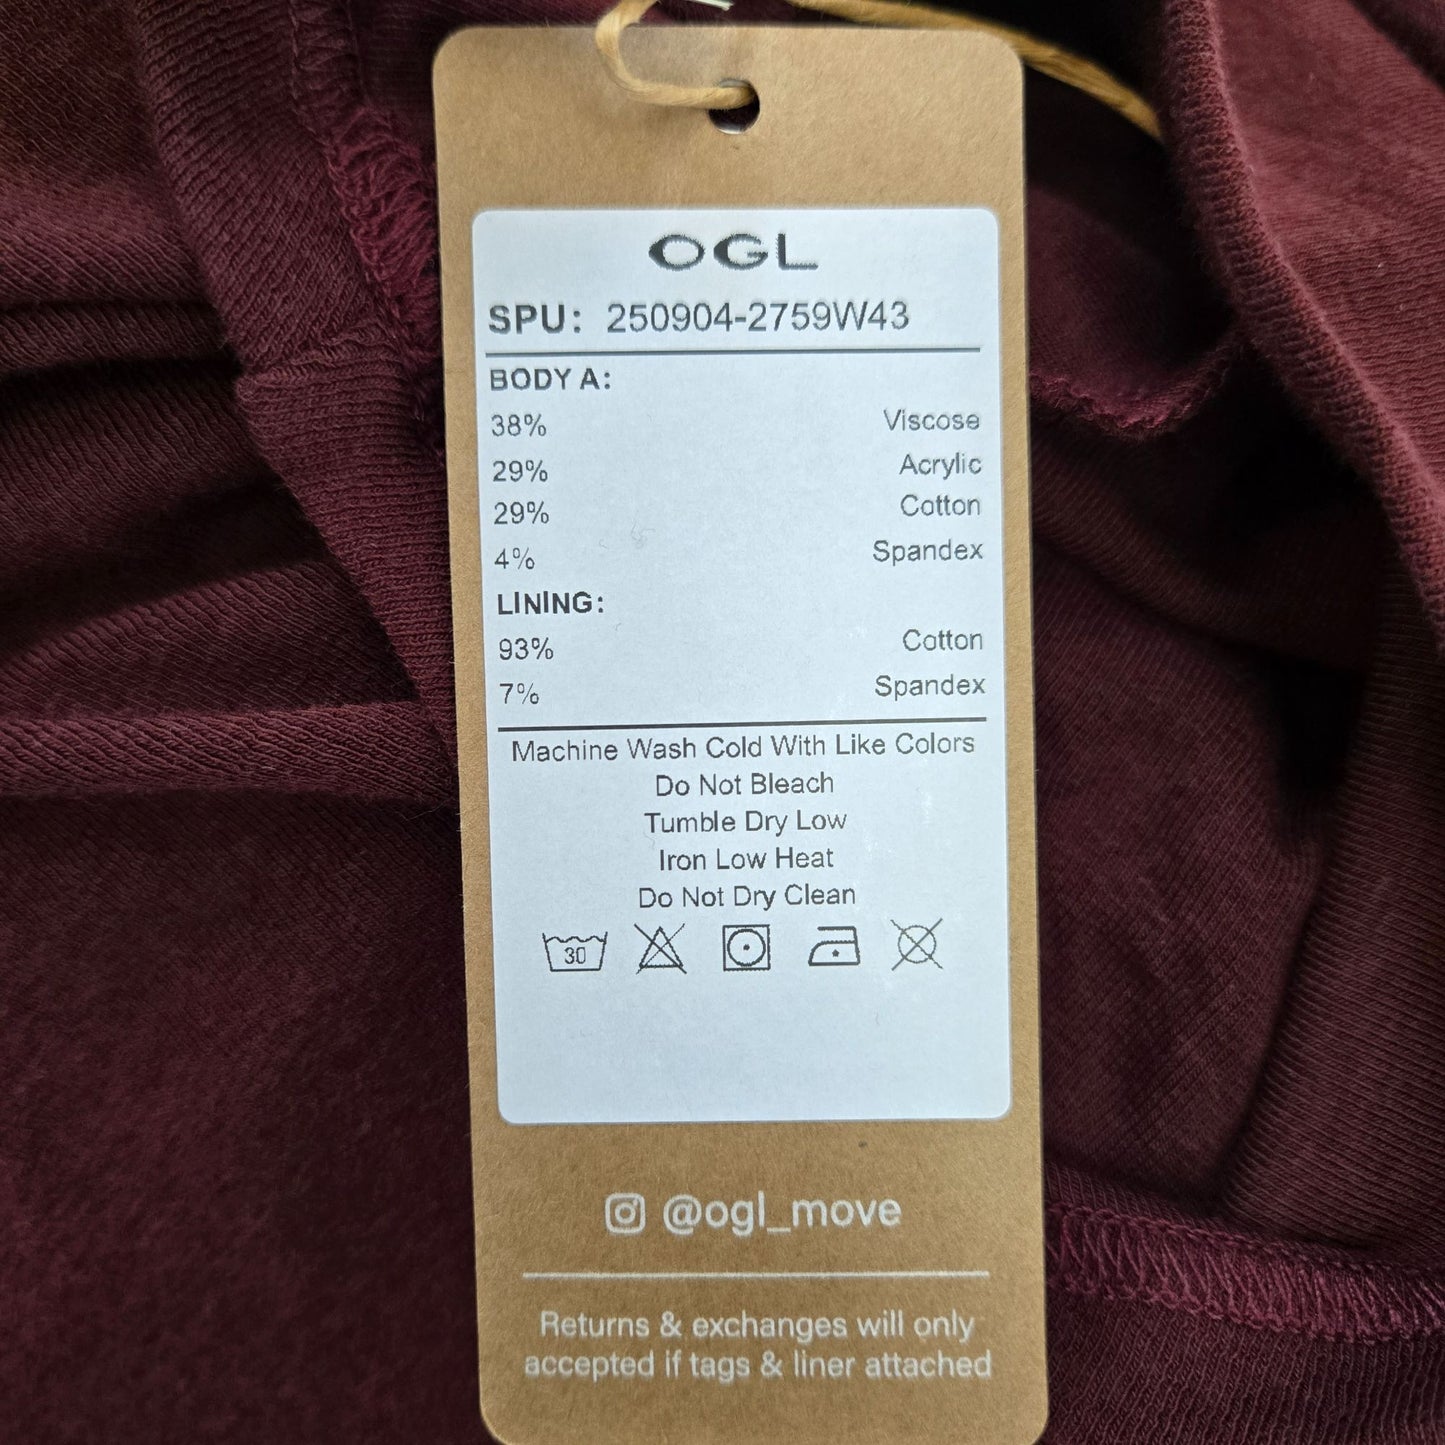 OGL
SPU: 250904-2759W43
BODY A:
38% Viscose
29% Acrylic
29% Cotton
4% Spandex
LINING:
93% Cotton
7% Spandex
Machine Wash Cold With Like Colors
Do Not Bleach
Tumble Dry Low
Iron Low Heat
Do Not Dry Clean
30
@ogl_move
Returns & exchanges will only
accepted if tags & liner attached